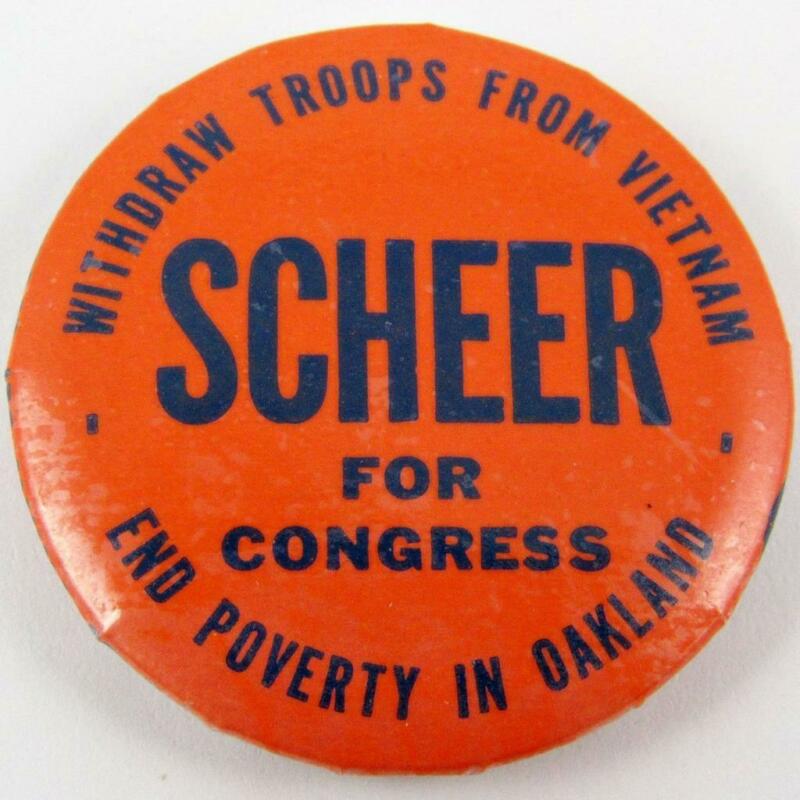 WITHDRAW TROOPS FROM VIETNAM
SCHEER
FOR
CONGRESS
END POVERTY IN OAKLAND